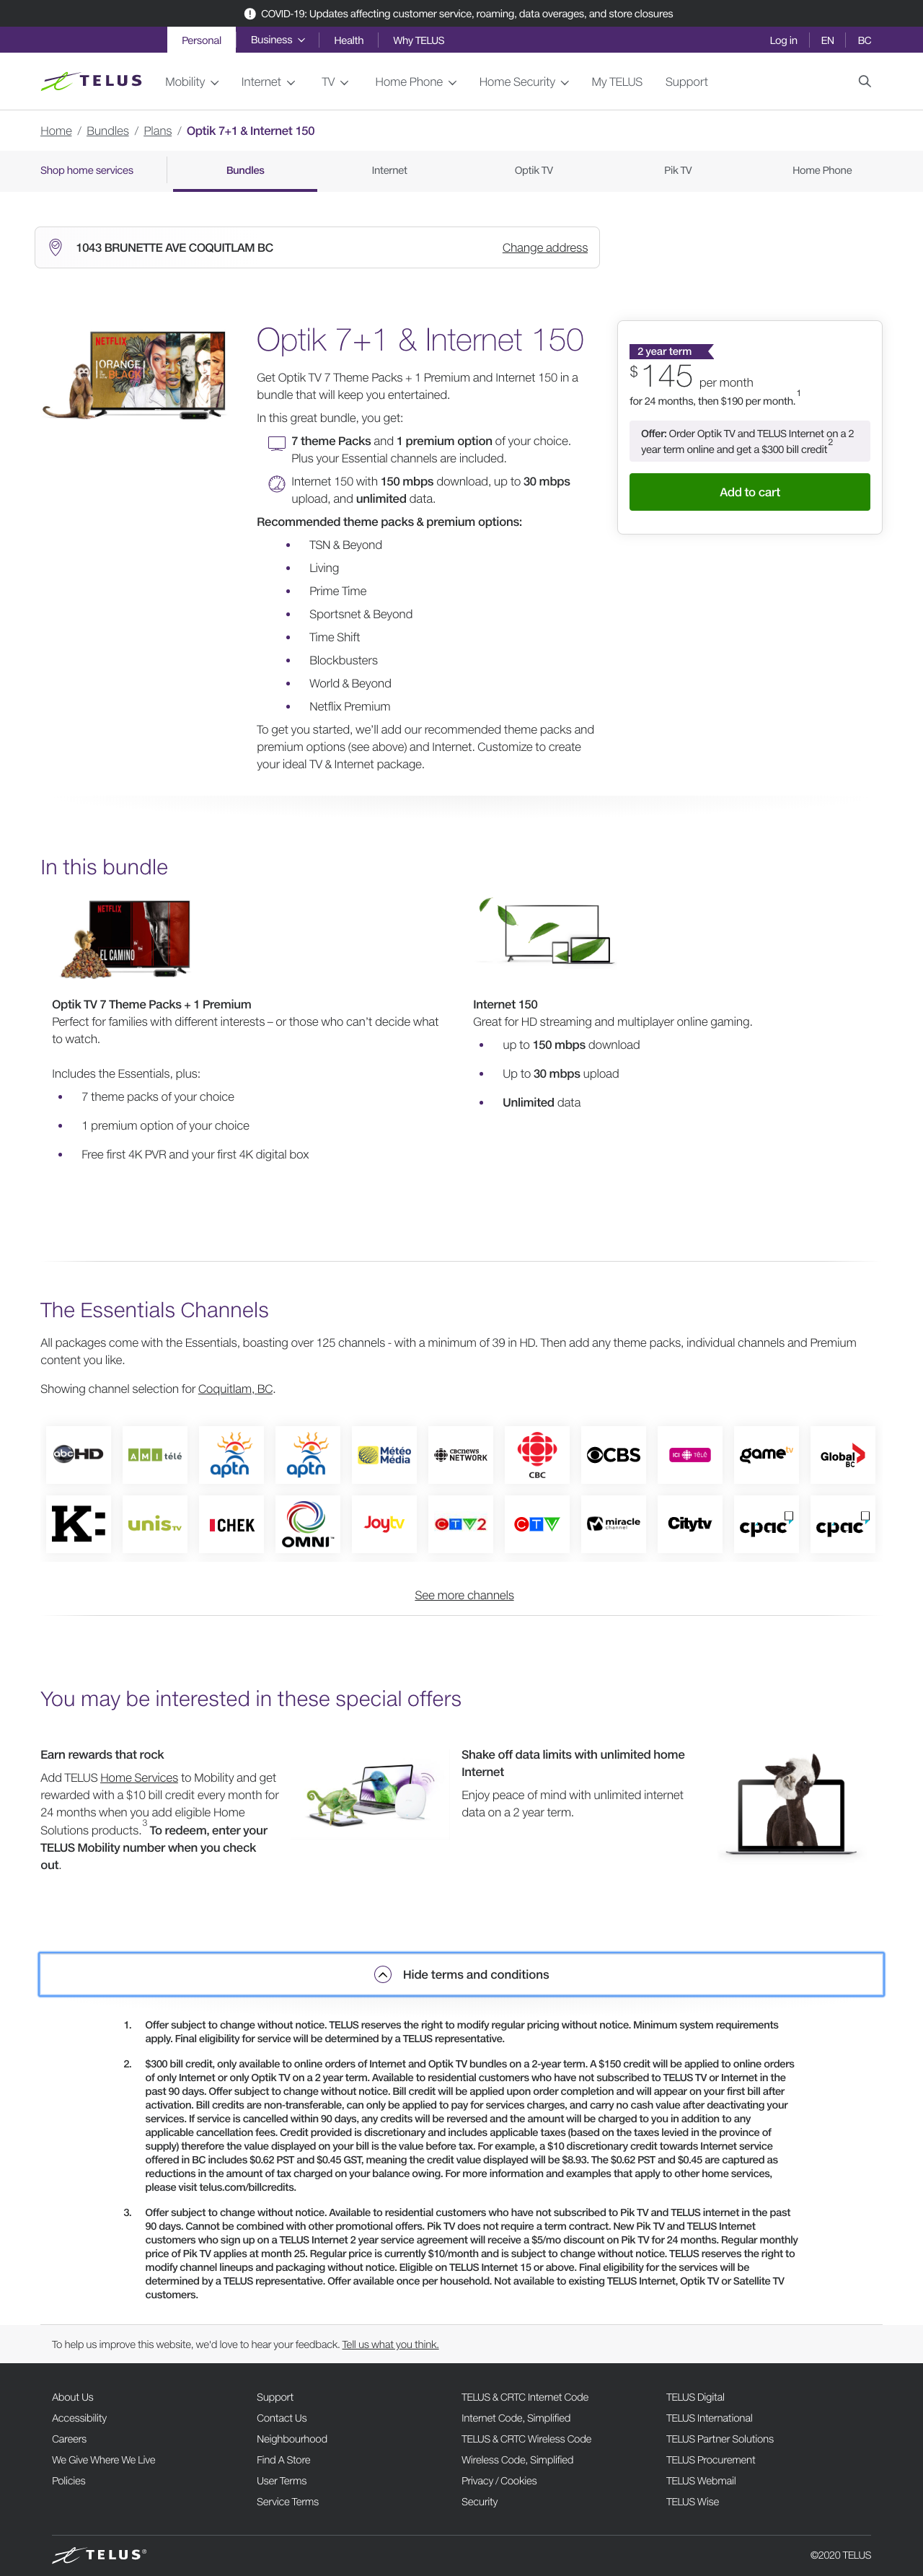 COVID-19: Updates affecting customer service, roaming, data overages, and store closures
Personal Business Health Why TELUS Log in EN BC
TELUS Mobility Internet TV Home Phone Home Security My TELUS Support
Home / Bundles / Plans / Optik 7+1 & Internet 150
Shop home services Bundles Internet Optik TV Pik TV Home Phone
1043 BRUNETTE AVE COQUITLAM BC Change address
NETFLIX
ORANGE
BLACK
Optik 7+1 & Internet 150
Get Optik TV 7 Theme Packs + 1 Premium and Internet 150 in a
bundle that will keep you entertained.
In this great bundle, you get:
7 theme Packs and 1 premium option of your choice.
Plus your Essential channels are included.
Internet 150 with 150 mbps download, up to 30 mbps
upload, and unlimited data.
Recommended theme packs & premium options:
TSN & Beyond
Living
Prime Time
Sportsnet & Beyond
Time Shift
Blockbusters
World & Beyond
Netflix Premium
To get you started, we'll add our recommended theme packs and
premium options (see above) and Internet. Customize to create
your ideal TV & Internet package.
2 year term
$145 per month
for 24 months, then $190 per month.1
Offer: Order Optik TV and TELUS Internet on a 2
year term online and get a $300 bill credit2
Add to cart
In this bundle
NETFLIX
EL CAMINO
Optik TV 7 Theme Packs + 1 Premium
Perfect for families with different interests – or those who can't decide what
to watch.
Includes the Essentials, plus:
7 theme packs of your choice
1 premium option of your choice
Free first 4K PVR and your first 4K digital box
Internet 150
Great for HD streaming and multiplayer online gaming.
up to 150 mbps download
Up to 30 mbps upload
Unlimited data
The Essentials Channels
All packages come with the Essentials, boasting over 125 channels - with a minimum of 39 in HD. Then add any theme packs, individual channels and Premium
content you like.
Showing channel selection for Coquitlam, BC.
abc HD AMI télé aptn aptn Météo Média CBC NEWS NETWORK CBC CBS ICI TÉLÉ game tv Global BC
K: unis TV CHEK OMNI™ Joytv CTV2 CTV miracle channel Citytv cpac cpac
See more channels
You may be interested in these special offers
Earn rewards that rock
Add TELUS Home Services to Mobility and get
rewarded with a $10 bill credit every month for
24 months when you add eligible Home
Solutions products.3 To redeem, enter your
TELUS Mobility number when you check
out.
Shake off data limits with unlimited home
Internet
Enjoy peace of mind with unlimited internet
data on a 2 year term.
Hide terms and conditions
1. Offer subject to change without notice. TELUS reserves the right to modify regular pricing without notice. Minimum system requirements
apply. Final eligibility for service will be determined by a TELUS representative.
2. $300 bill credit, only available to online orders of Internet and Optik TV bundles on a 2-year term. A $150 credit will be applied to online orders
of only Internet or only Optik TV on a 2 year term. Available to residential customers who have not subscribed to TELUS TV or Internet in the
past 90 days. Offer subject to change without notice. Bill credit will be applied upon order completion and will appear on your first bill after
activation. Bill credits are non-transferable, can only be applied to pay for services charges, and carry no cash value after deactivating your
services. If service is cancelled within 90 days, any credits will be reversed and the amount will be charged to you in addition to any
applicable cancellation fees. Credit provided is discretionary and includes applicable taxes (based on the taxes levied in the province of
supply) therefore the value displayed on your bill is the value before tax. For example, a $10 discretionary credit towards Internet service
offered in BC includes $0.62 PST and $0.45 GST, meaning the credit value displayed will be $8.93. The $0.62 PST and $0.45 are captured as
reductions in the amount of tax charged on your balance owing. For more information and examples that apply to other home services,
please visit telus.com/billcredits.
3. Offer subject to change without notice. Available to residential customers who have not subscribed to Pik TV and TELUS internet in the past
90 days. Cannot be combined with other promotional offers. Pik TV does not require a term contract. New Pik TV and TELUS Internet
customers who sign up on a TELUS Internet 2 year service agreement will receive a $5/mo discount on Pik TV for 24 months. Regular monthly
price of Pik TV applies at month 25. Regular price is currently $10/month and is subject to change without notice. TELUS reserves the right to
modify channel lineups and packaging without notice. Eligible on TELUS Internet 15 or above. Final eligibility for the services will be
determined by a TELUS representative. Offer available once per household. Not available to existing TELUS Internet, Optik TV or Satellite TV
customers.
To help us improve this website, we'd love to hear your feedback. Tell us what you think.
About Us
Accessibility
Careers
We Give Where We Live
Policies
Support
Contact Us
Neighbourhood
Find A Store
User Terms
Service Terms
TELUS & CRTC Internet Code
Internet Code, Simplified
TELUS & CRTC Wireless Code
Wireless Code, Simplified
Privacy / Cookies
Security
TELUS Digital
TELUS International
TELUS Partner Solutions
TELUS Procurement
TELUS Webmail
TELUS Wise
TELUS® ©2020 TELUS